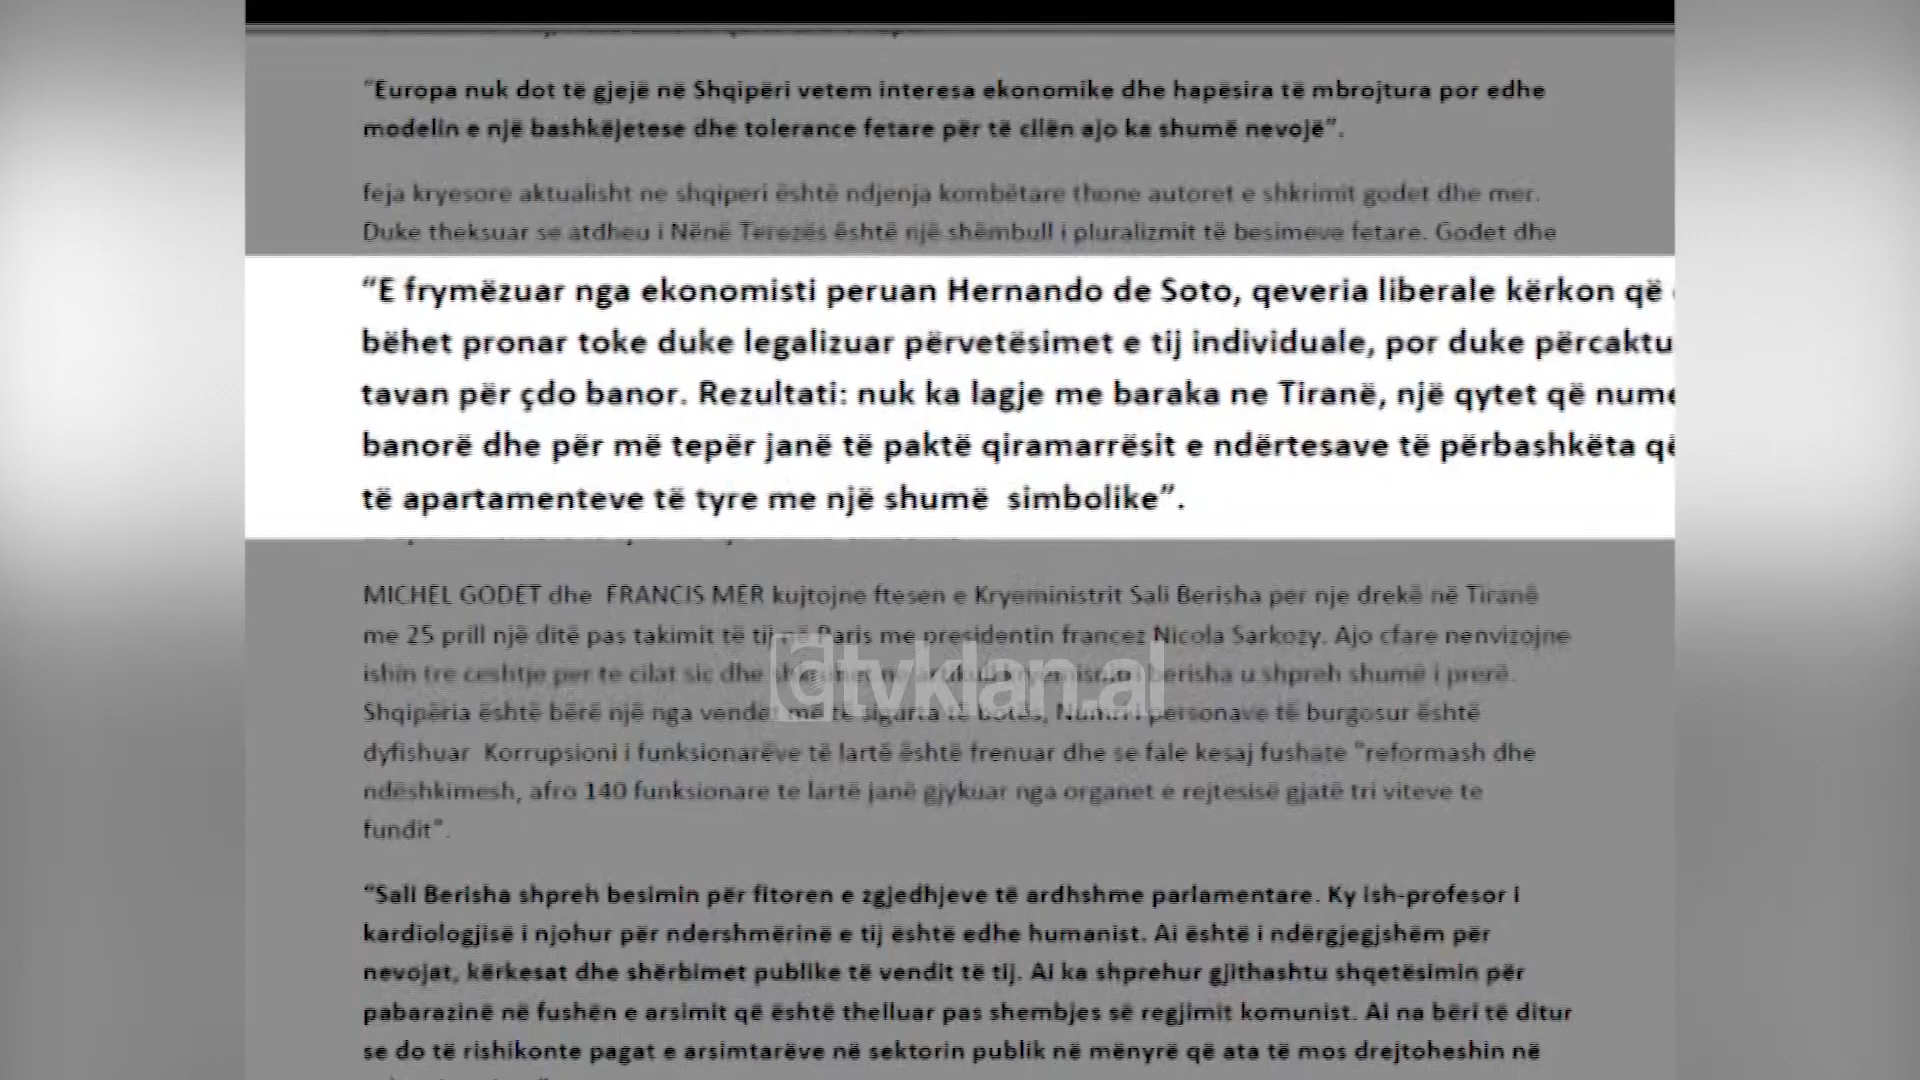 “Europa nuk dot të gjejë në Shqipëri vetem interesa ekonomike dhe hapësira të mbrojtura por edhe
modelin e një bashkëjetese dhe tolerance fetare për të cilën ajo ka shumë nevojë”.
feja kryesore aktualisht ne shqiperi është ndjenja kombëtare thone autoret e shkrimit godet dhe mer.
Duke theksuar se atdheu i Nënë Terezës është një shëmbull i pluralizmit të besimeve fetare. Godet dhe
“E frymëzuar nga ekonomisti peruan Hernando de Soto, qeveria liberale kërkon që
bëhet pronar toke duke legalizuar përvetësimet e tij individuale, por duke përcaktu
tavan për çdo banor. Rezultati: nuk ka lagje me baraka ne Tiranë, një qytet që nume
banorë dhe për më tepër janë të paktë qiramarrësit e ndërtesave të përbashkëta që
të apartamenteve të tyre me një shumë simbolike”.
MICHEL GODET dhe FRANCIS MER kujtojne ftesen e Kryeministrit Sali Berisha per nje drekë në Tiranë
me 25 prill një ditë pas takimit të tij në Paris me presidentin francez Nicola Sarkozy. Ajo cfare nenvizojne
ishin tre ceshtje per te cilat sic dhe shkruhet ne artikull kryeministri berisha u shpreh shumë i prerë.
tvklan.al
Shqipëria është bërë një nga vendet më të sigurta të botës, Numri i personave të burgosur është
dyfishuar Korrupsioni i funksionarëve të lartë është frenuar dhe se fale kesaj fushate "reformash dhe
ndëshkimesh, afro 140 funksionare te lartë janë gjykuar nga organet e rejtesisë gjatë tri viteve te
fundit".
“Sali Berisha shpreh besimin për fitoren e zgjedhjeve të ardhshme parlamentare. Ky ish-profesor i
kardiologjisë i njohur për ndershmërinë e tij është edhe humanist. Ai është i ndërgjegjshëm për
nevojat, kërkesat dhe shërbimet publike të vendit të tij. Ai ka shprehur gjithashtu shqetësimin për
pabarazinë në fushën e arsimit që është thelluar pas shembjes së regjimit komunist. Ai na bëri të ditur
se do të rishikonte pagat e arsimtarëve në sektorin publik në mënyrë që ata të mos drejtoheshin në